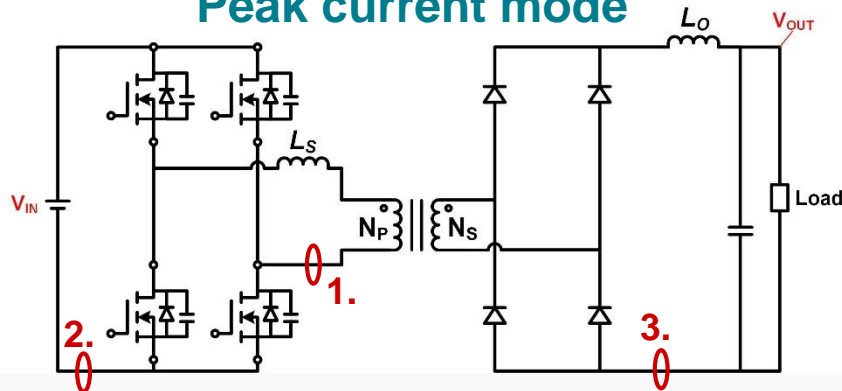 Peak current mode
L_O
V_OUT
L_S
V_IN
N_P
N_S
Load
1.
2.
3.